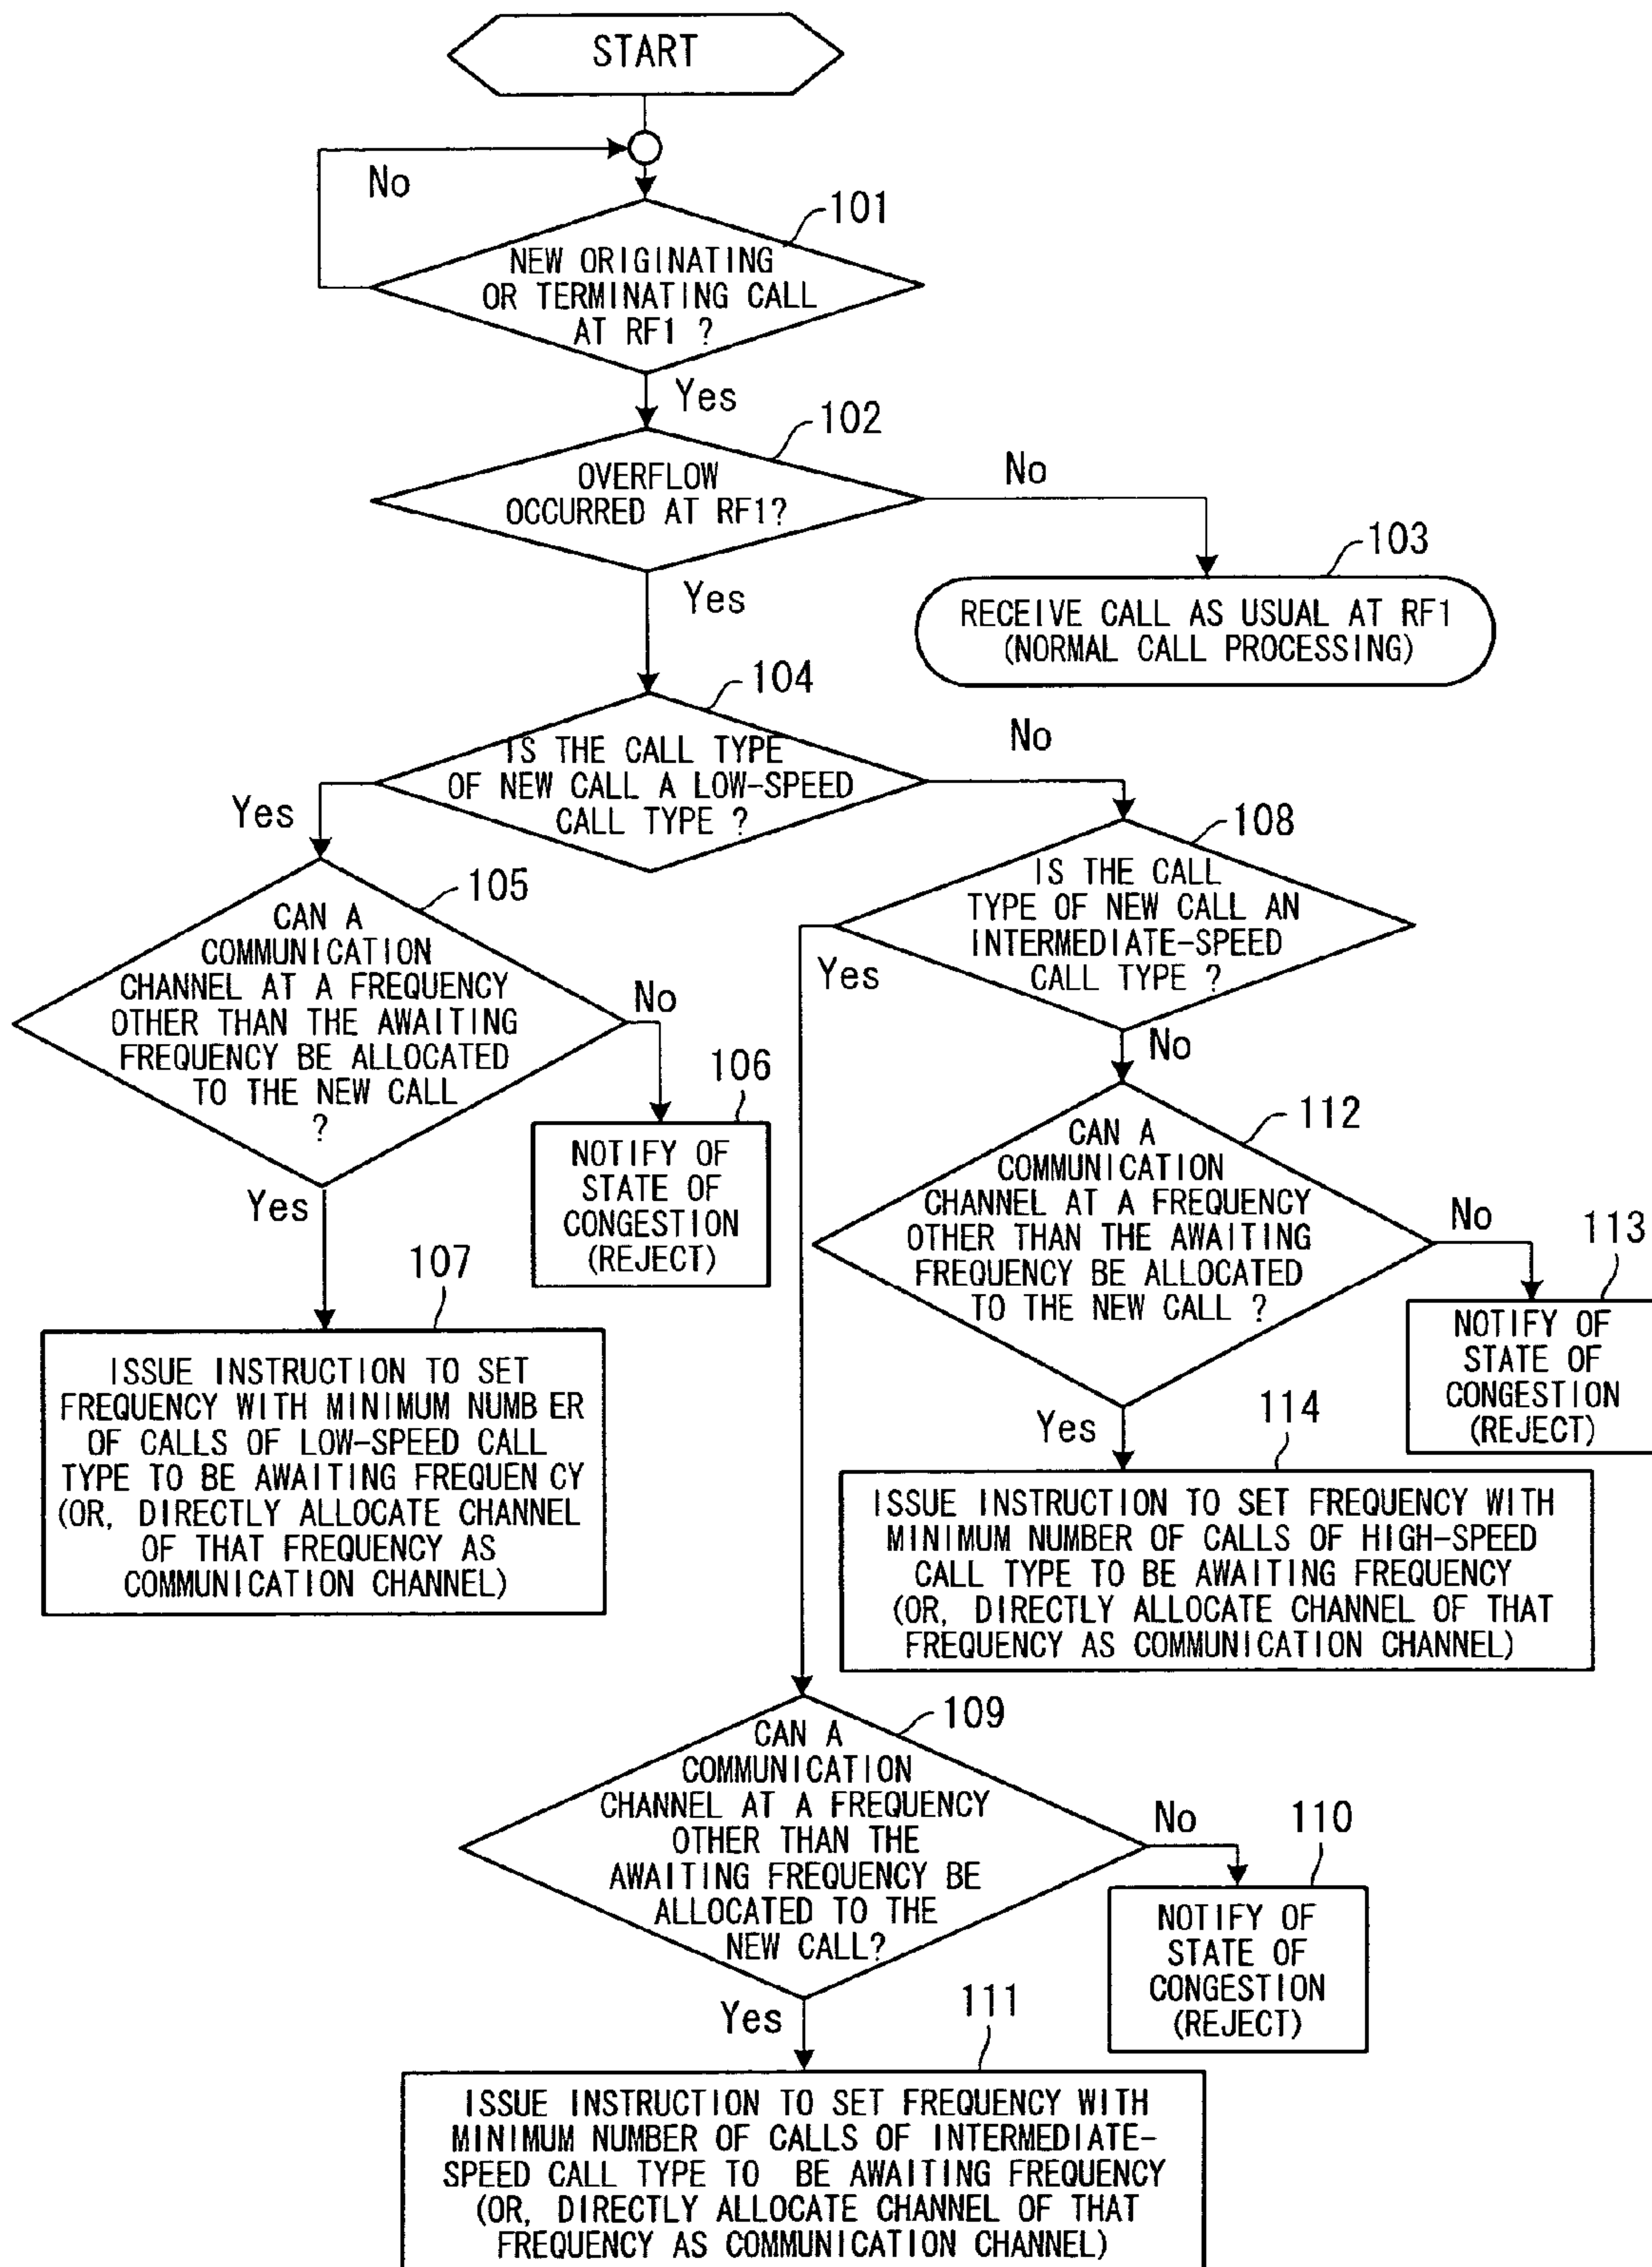 START
No
101
NEW ORIGINATING
OR TERMINATING CALL
AT RF1 ?
Yes
102
OVERFLOW
OCCURRED AT RF1?
No
103
RECEIVE CALL AS USUAL AT RF1
(NORMAL CALL PROCESSING)
Yes
104
IS THE CALL TYPE
OF NEW CALL A LOW-SPEED
CALL TYPE ?
No
Yes
105
CAN A
COMMUNICATION
CHANNEL AT A FREQUENCY
OTHER THAN THE AWAITING
FREQUENCY BE ALLOCATED
TO THE NEW CALL
?
No
106
NOTIFY OF
STATE OF
CONGESTION
(REJECT)
Yes
107
ISSUE INSTRUCTION TO SET
FREQUENCY WITH MINIMUM NUMBER
OF CALLS OF LOW-SPEED CALL
TYPE TO BE AWAITING FREQUENCY
(OR, DIRECTLY ALLOCATE CHANNEL
OF THAT FREQUENCY AS
COMMUNICATION CHANNEL)
108
IS THE CALL
TYPE OF NEW CALL AN
INTERMEDIATE-SPEED
CALL TYPE ?
Yes
No
112
CAN A
COMMUNICATION
CHANNEL AT A FREQUENCY
OTHER THAN THE AWAITING
FREQUENCY BE ALLOCATED
TO THE NEW CALL ?
No
113
NOTIFY OF
STATE OF
CONGESTION
(REJECT)
Yes
114
ISSUE INSTRUCTION TO SET FREQUENCY WITH
MINIMUM NUMBER OF CALLS OF HIGH-SPEED
CALL TYPE TO BE AWAITING FREQUENCY
(OR, DIRECTLY ALLOCATE CHANNEL OF THAT
FREQUENCY AS COMMUNICATION CHANNEL)
109
CAN A
COMMUNICATION
CHANNEL AT A FREQUENCY
OTHER THAN THE
AWAITING FREQUENCY BE
ALLOCATED TO THE
NEW CALL?
No
110
NOTIFY OF
STATE OF
CONGESTION
(REJECT)
Yes
111
ISSUE INSTRUCTION TO SET FREQUENCY WITH
MINIMUM NUMBER OF CALLS OF INTERMEDIATE-
SPEED CALL TYPE TO BE AWAITING FREQUENCY
(OR, DIRECTLY ALLOCATE CHANNEL OF THAT
FREQUENCY AS COMMUNICATION CHANNEL)